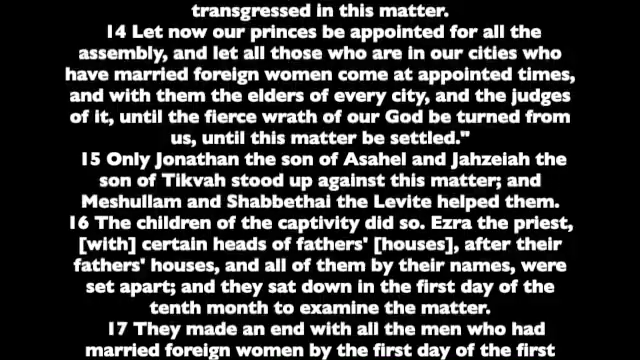 transgressed in this matter.
14 Let now our princes be appointed for all the
assembly, and let all those who are in our cities who
have married foreign women come at appointed times,
and with them the elders of every city, and the judges
of it, until the fierce wrath of our God be turned from
us, until this matter be settled."
15 Only Jonathan the son of Asahel and Jahzeiah the
son of Tikvah stood up against this matter; and
Meshullam and Shabbethai the Levite helped them.
16 The children of the captivity did so. Ezra the priest,
[with] certain heads of fathers' [houses], after their
fathers' houses, and all of them by their names, were
set apart; and they sat down in the first day of the
tenth month to examine the matter.
17 They made an end with all the men who had
married foreign women by the first day of the first